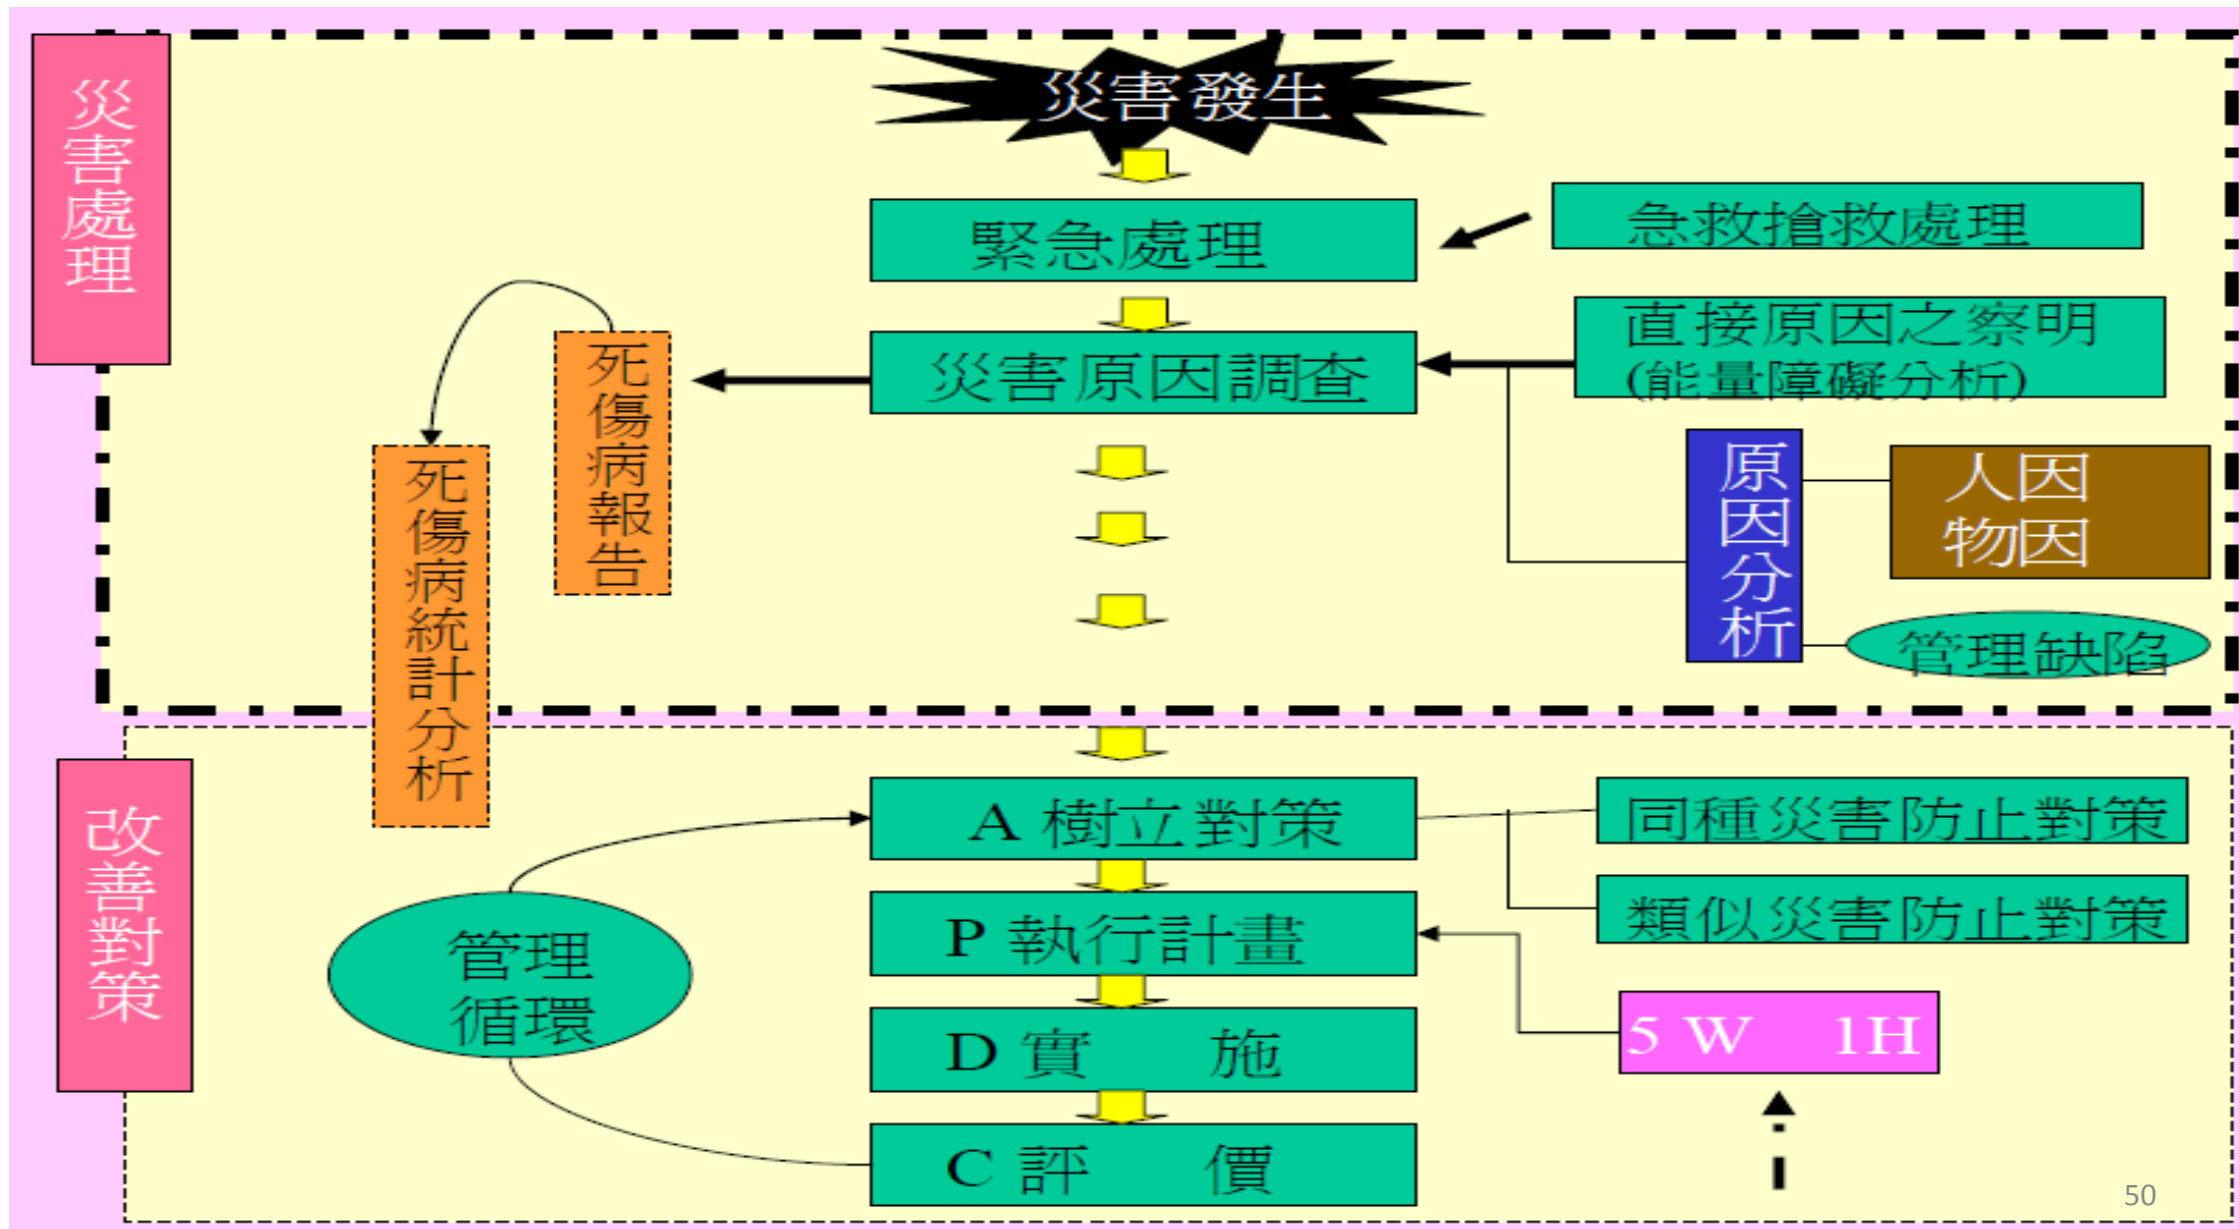 災害處理
災害發生
緊急處理
急救搶救處理
災害原因調查
直接原因之察明
(能量障礙分析)
死傷病報告
死傷病統計分析
原因分析
人因
物因
管理缺陷
改善對策
A 樹立對策
同種災害防止對策
類似災害防止對策
P 執行計畫
管理
循環
5 W 1H
D 實 施
C 評 價
50